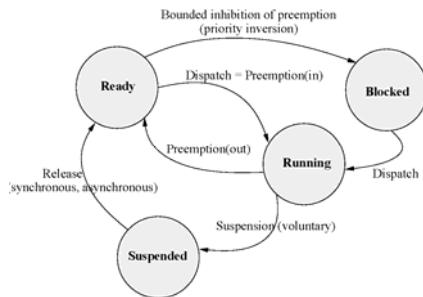 Bounded inhibition of preemption
(priority inversion)
Ready
Dispatch = Preemption(in)
Blocked
Preemption(out)
Running
Dispatch
Release
(synchronous, asynchronous)
Suspension (voluntary)
Suspended